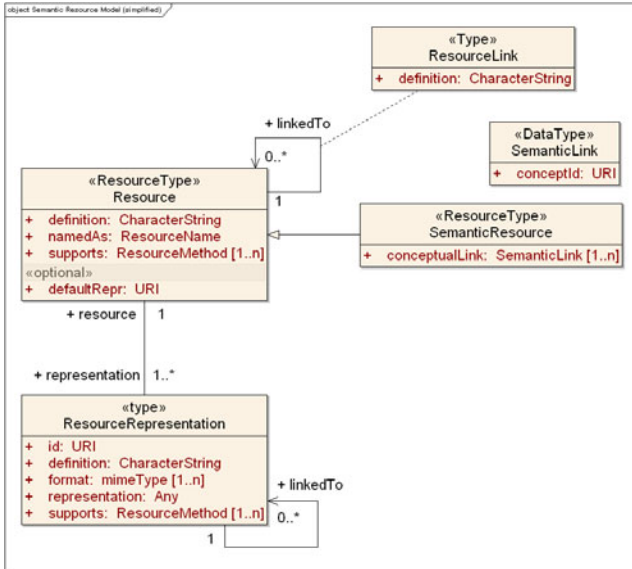 object Semantic Resource Model (simplified)
«Type»
ResourceLink
+ definition: CharacterString
+ linkedTo
0..*
1
«DataType»
SemanticLink
+ conceptId: URI
«ResourceType»
Resource
+ definition: CharacterString
+ namedAs: ResourceName
+ supports: ResourceMethod [1..n]
«optional»
+ defaultRepr: URI
«ResourceType»
SemanticResource
+ conceptualLink: SemanticLink [1..n]
+ resource 1
+ representation 1..*
«type»
ResourceRepresentation
+ id: URI
+ definition: CharacterString
+ format: mimeType [1..n]
+ representation: Any
+ supports: ResourceMethod [1..n]
+ linkedTo
0..*
1